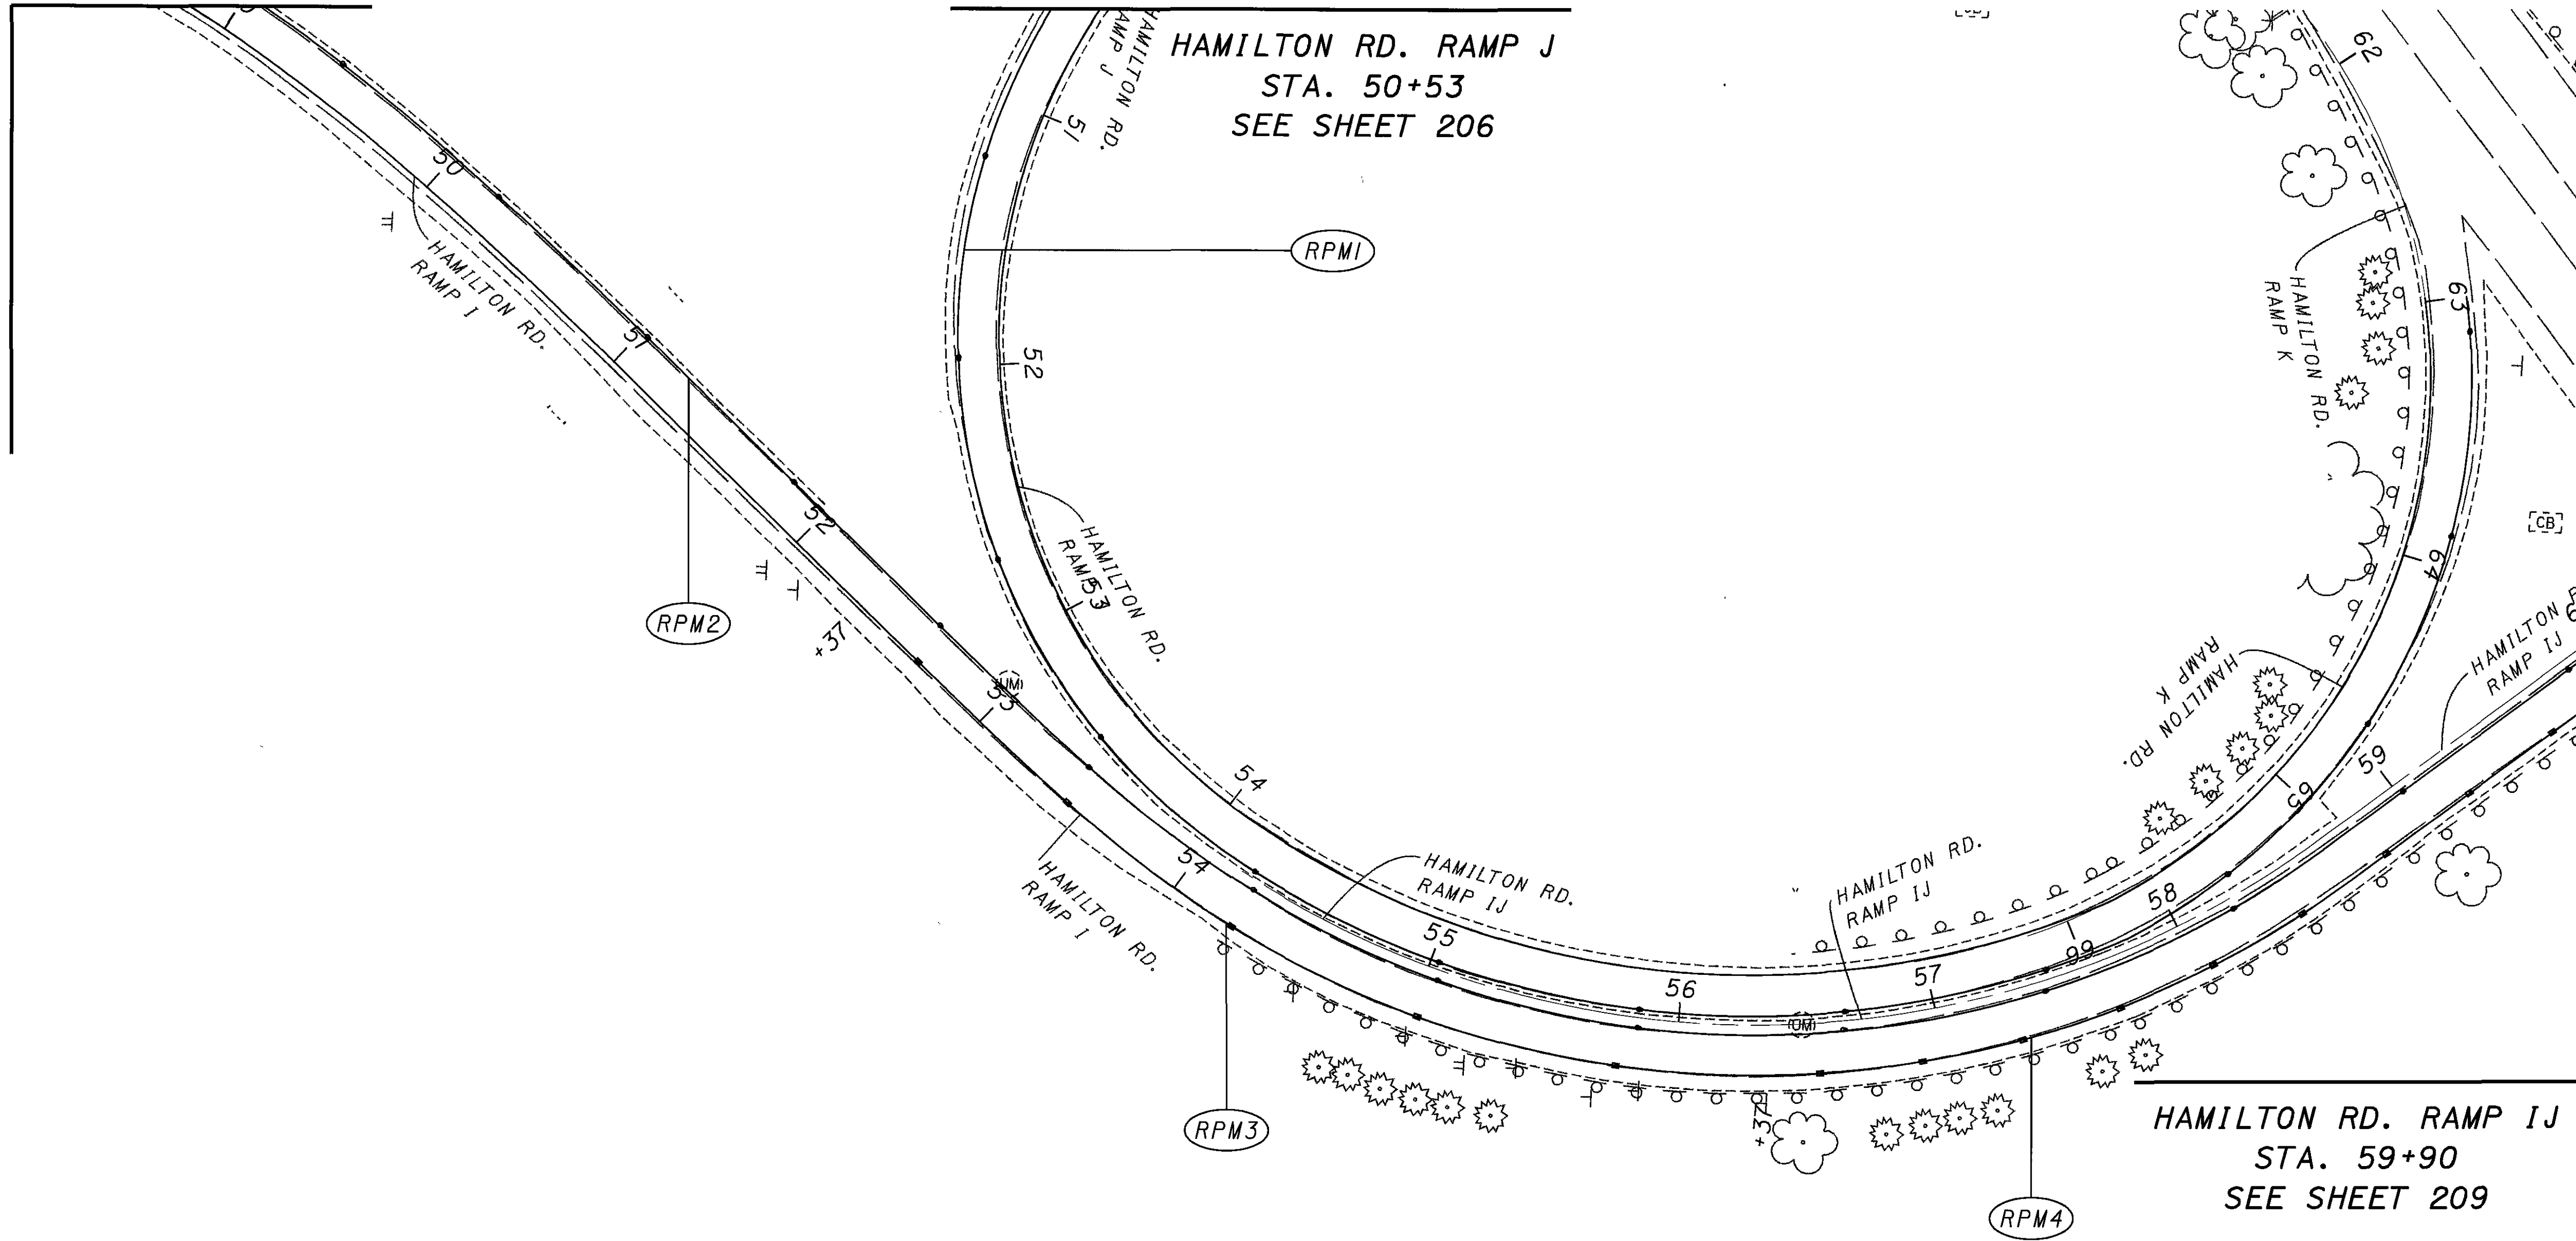 HAMILTON RD. RAMP J
STA. 50+53
SEE SHEET 206
HAMILTON RD.
RAMP J
51
62
50
HAMILTON RD.
RAMP I
RPM1
HAMILTON RD.
RAMP K
63
51
52
52
CB
HAMILTON RD.
RAMP
53
64
RPM2
+37
53
HAMILTON RD.
RAMP K
HAMILTON
RAMP IJ
59
65
54
54
HAMILTON RD.
RAMP I
HAMILTON RD.
RAMP IJ
HAMILTON RD.
RAMP IJ
58
55
66
56
57
RPM3
+37
HAMILTON RD. RAMP IJ
STA. 59+90
SEE SHEET 209
RPM4